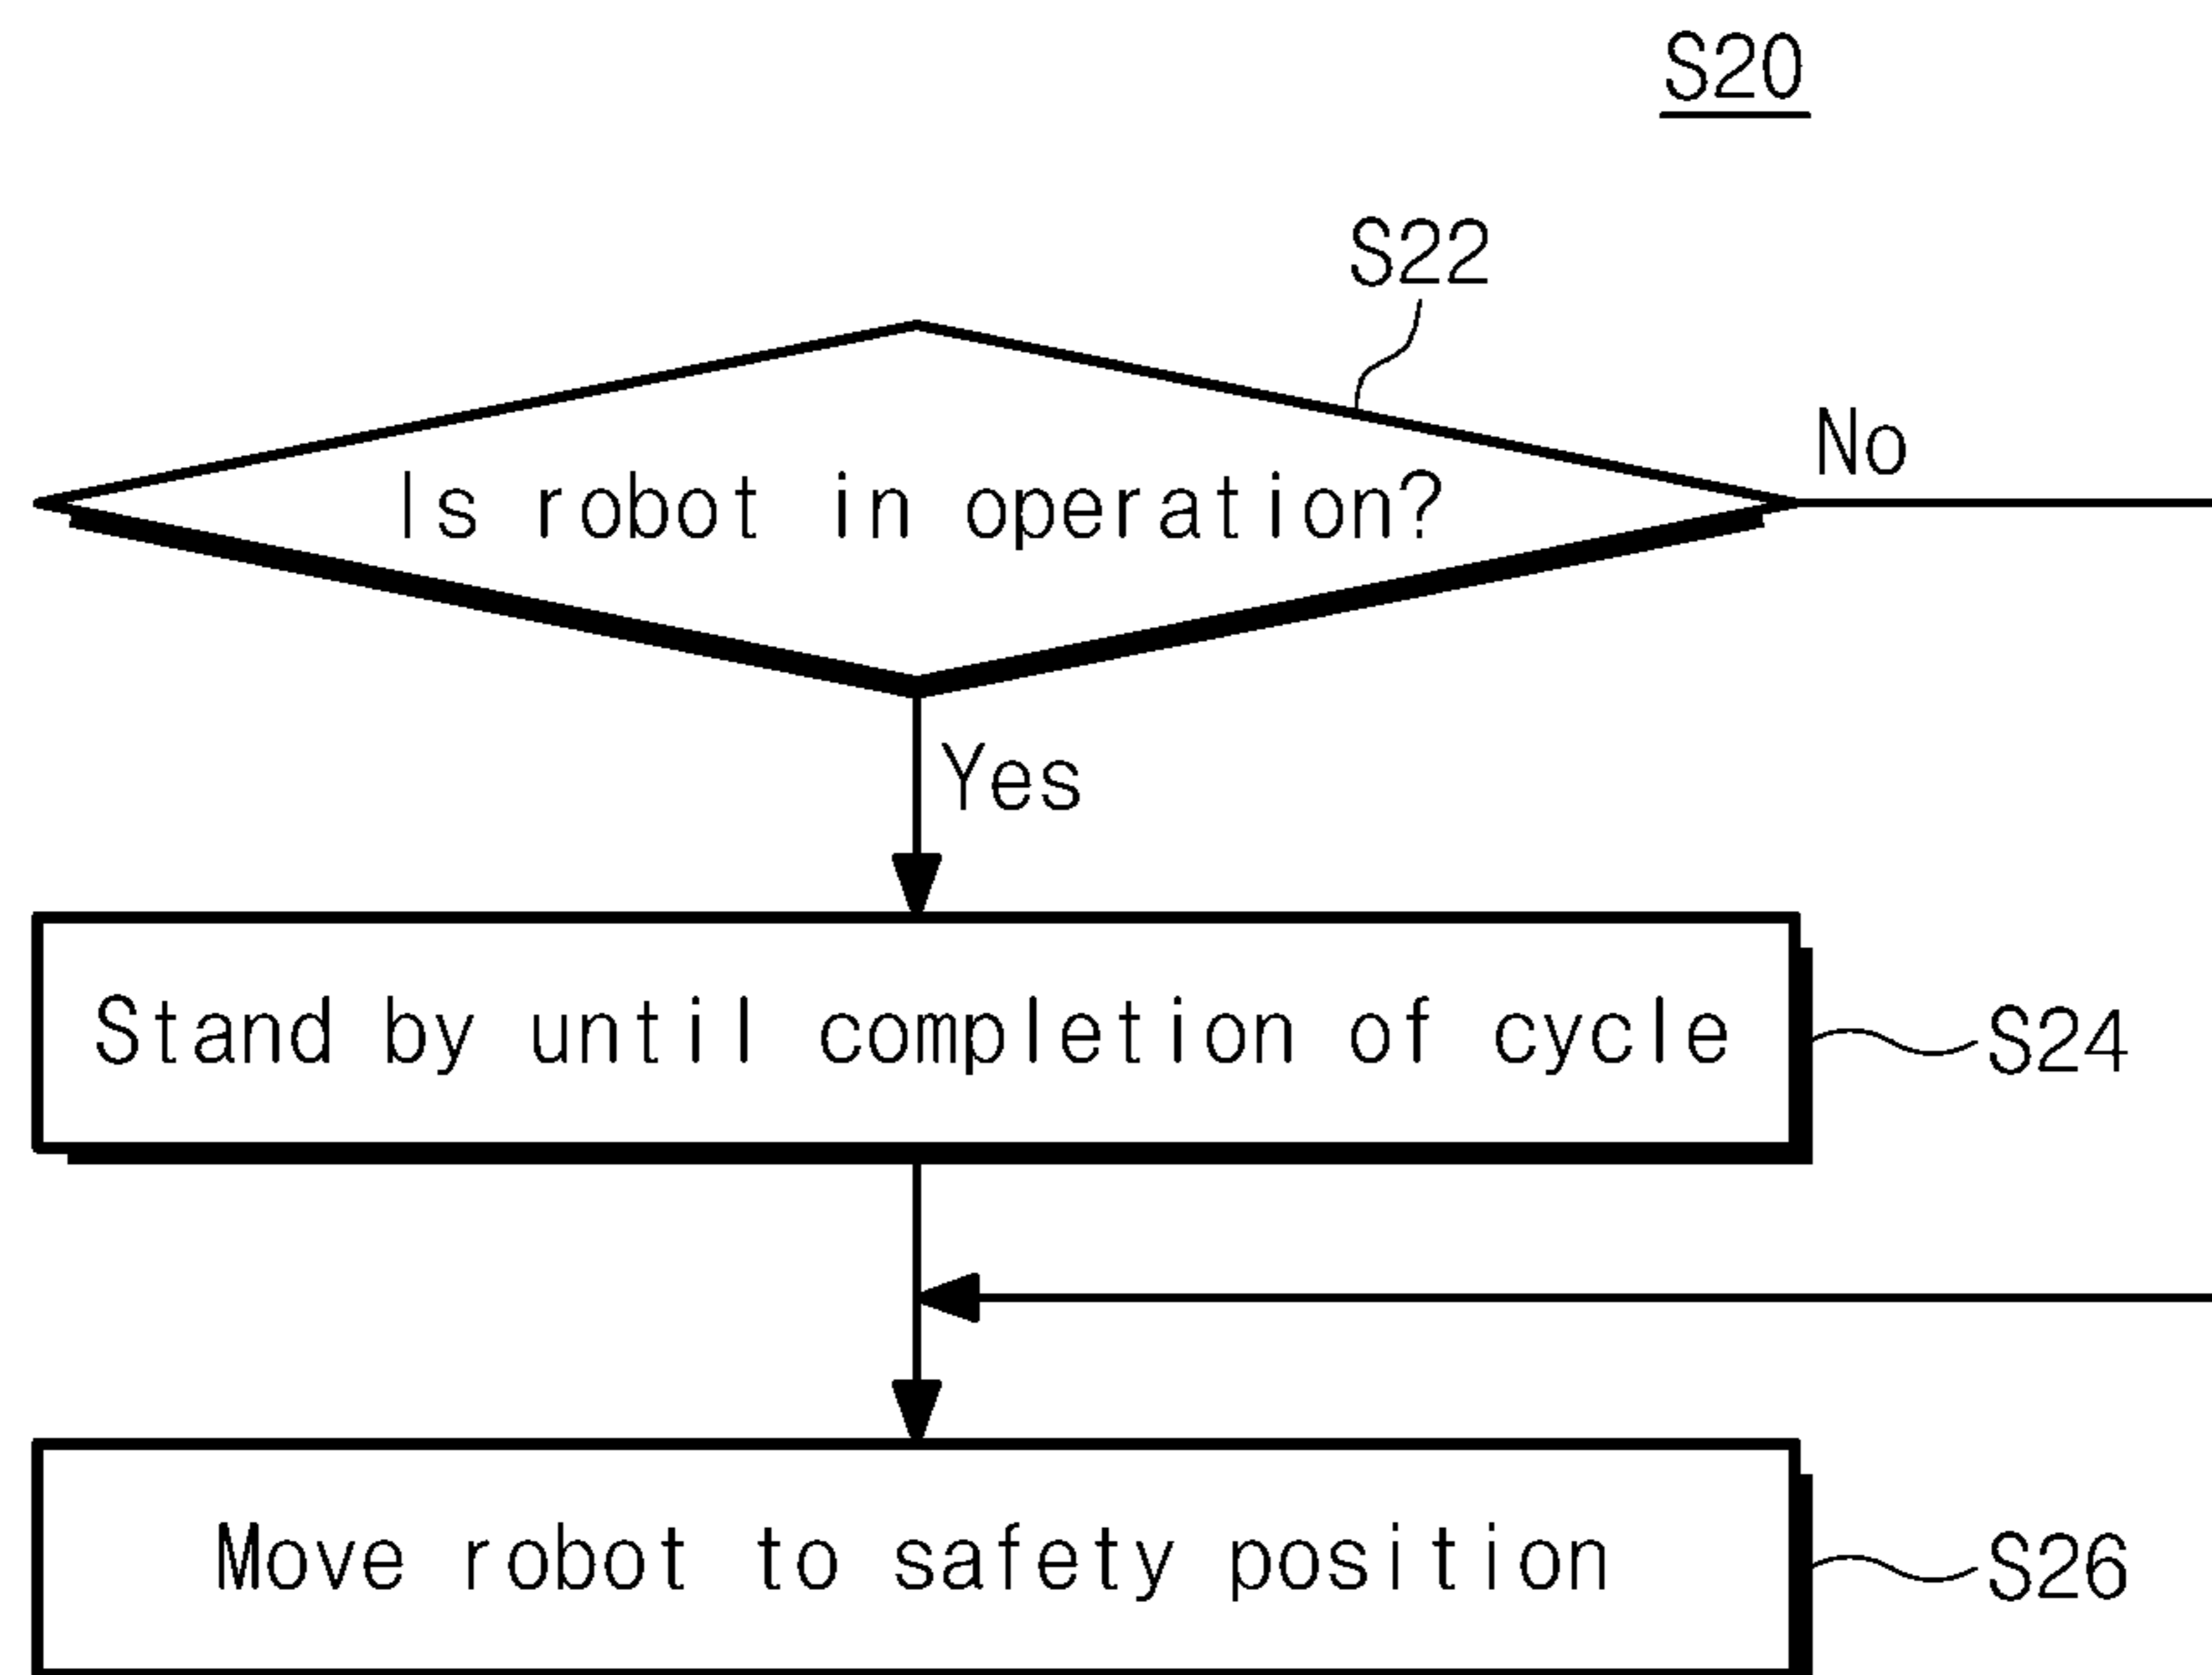 S20
S22
Is robot in operation?
No
Yes
Stand by until completion of cycle
S24
Move robot to safety position
S26